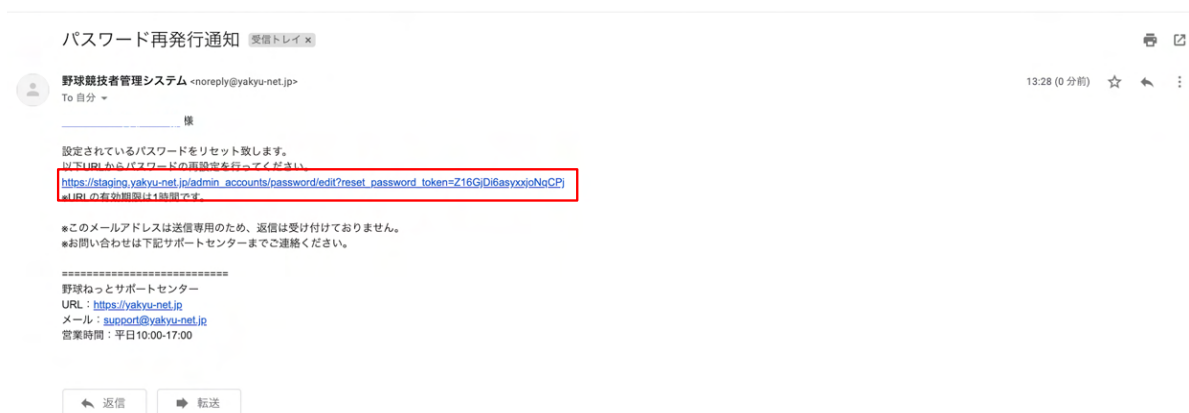 パスワード再発行通知 受信トレイ ×
野球競技者管理システム <noreply@yakyu-net.jp> 13:28 (0 分前)
To 自分
様
設定されているパスワードをリセット致します。
以下URLからパスワードの再設定を行ってください。
https://staging.yakyu-net.jp/admin_accounts/password/edit?reset_password_token=Z16GjDi6asyxxjoNqCPj
※URLの有効期限は1時間です。
※このメールアドレスは送信専用のため、返信は受け付けておりません。
※お問い合わせは下記サポートセンターまでご連絡ください。
===========================
野球ねっとサポートセンター
URL：https://yakyu-net.jp
メール：support@yakyu-net.jp
営業時間：平日10:00-17:00
返信 転送